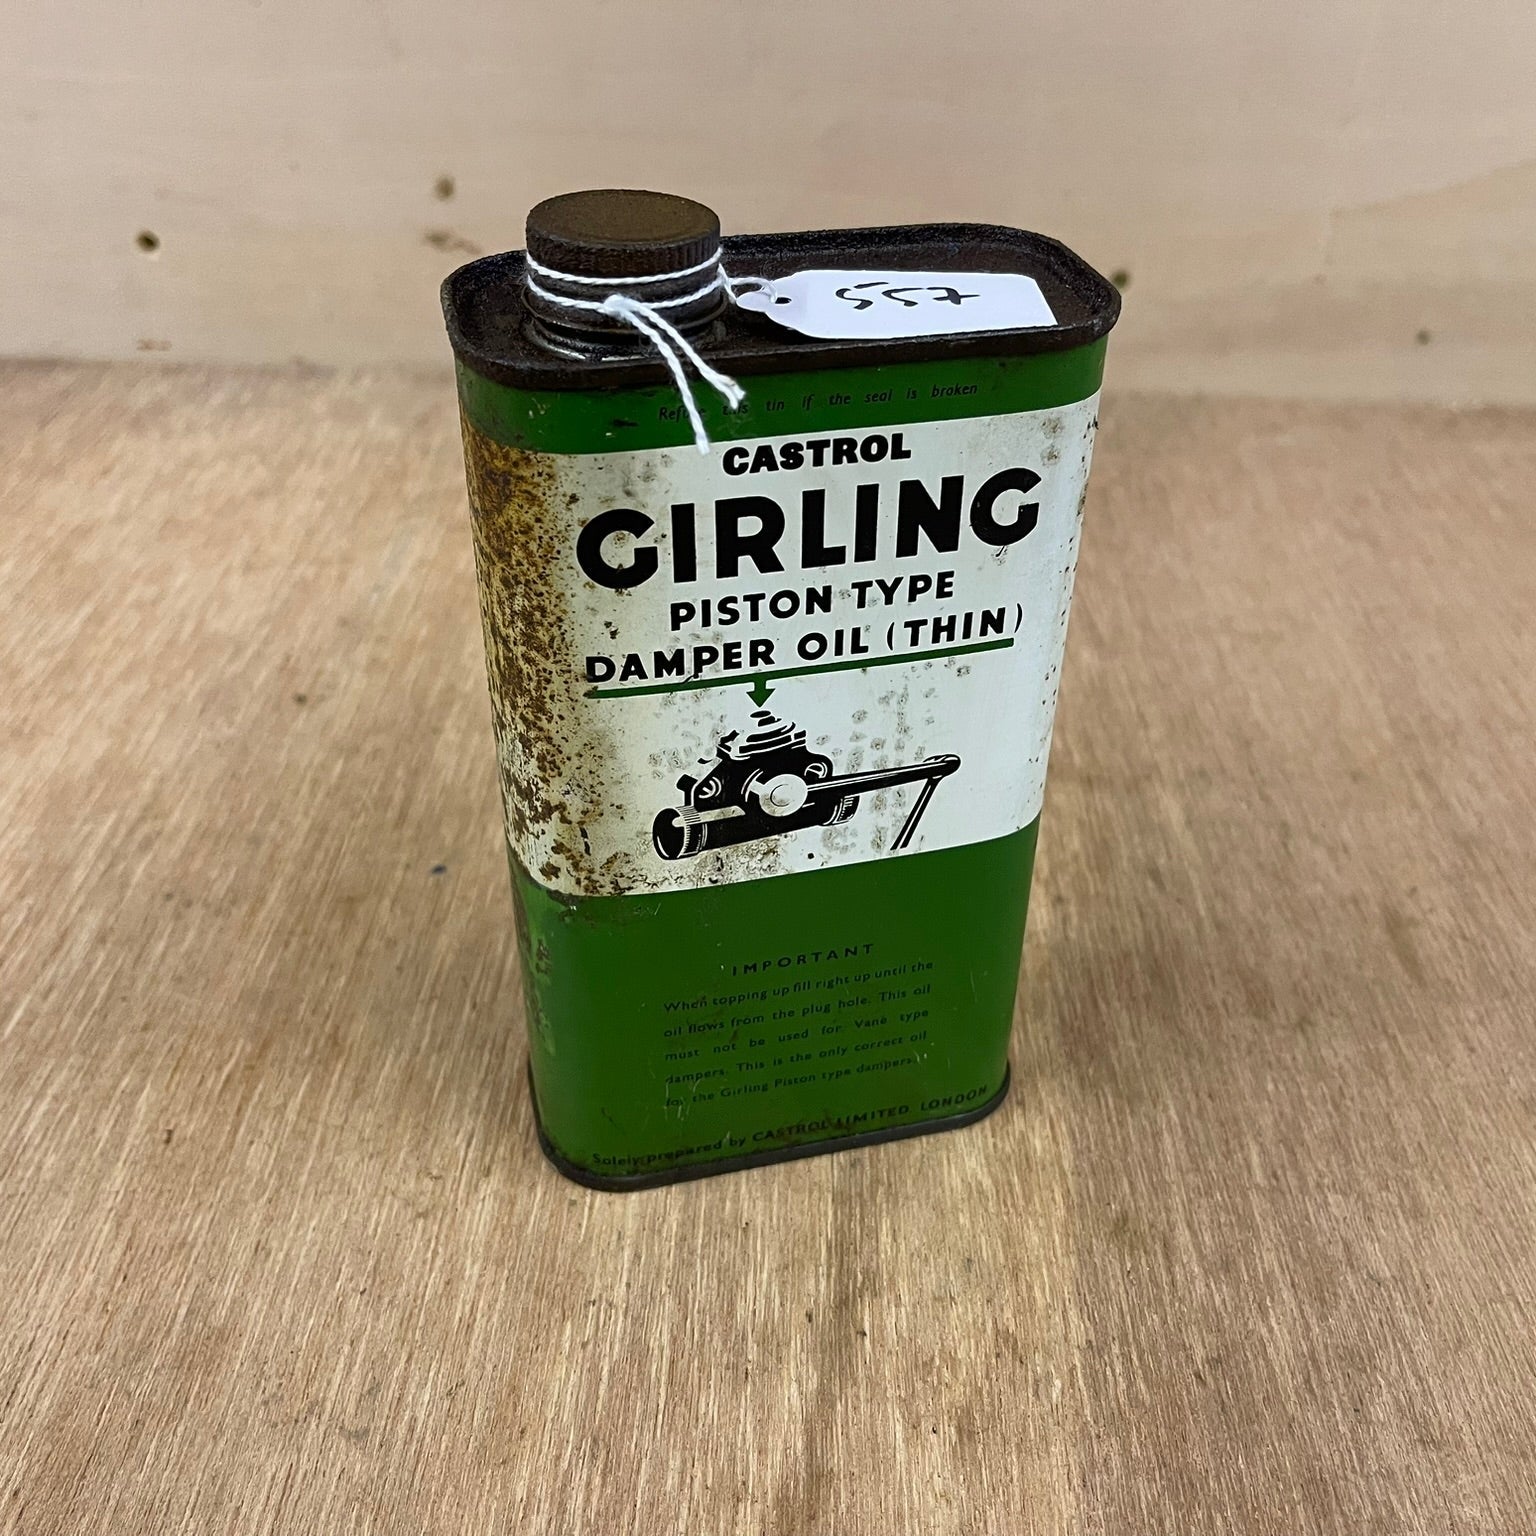 Refuse this tin if the seal is broken
CASTROL
GIRLING
PISTON TYPE
DAMPER OIL (THIN)
IMPORTANT
When topping up fill right up until the
oil flows from the plug hole. This oil
must not be used for Vane type
dampers. This is the only correct oil
for the Girling Piston type dampers.
Solely prepared by CASTROL LIMITED LONDON